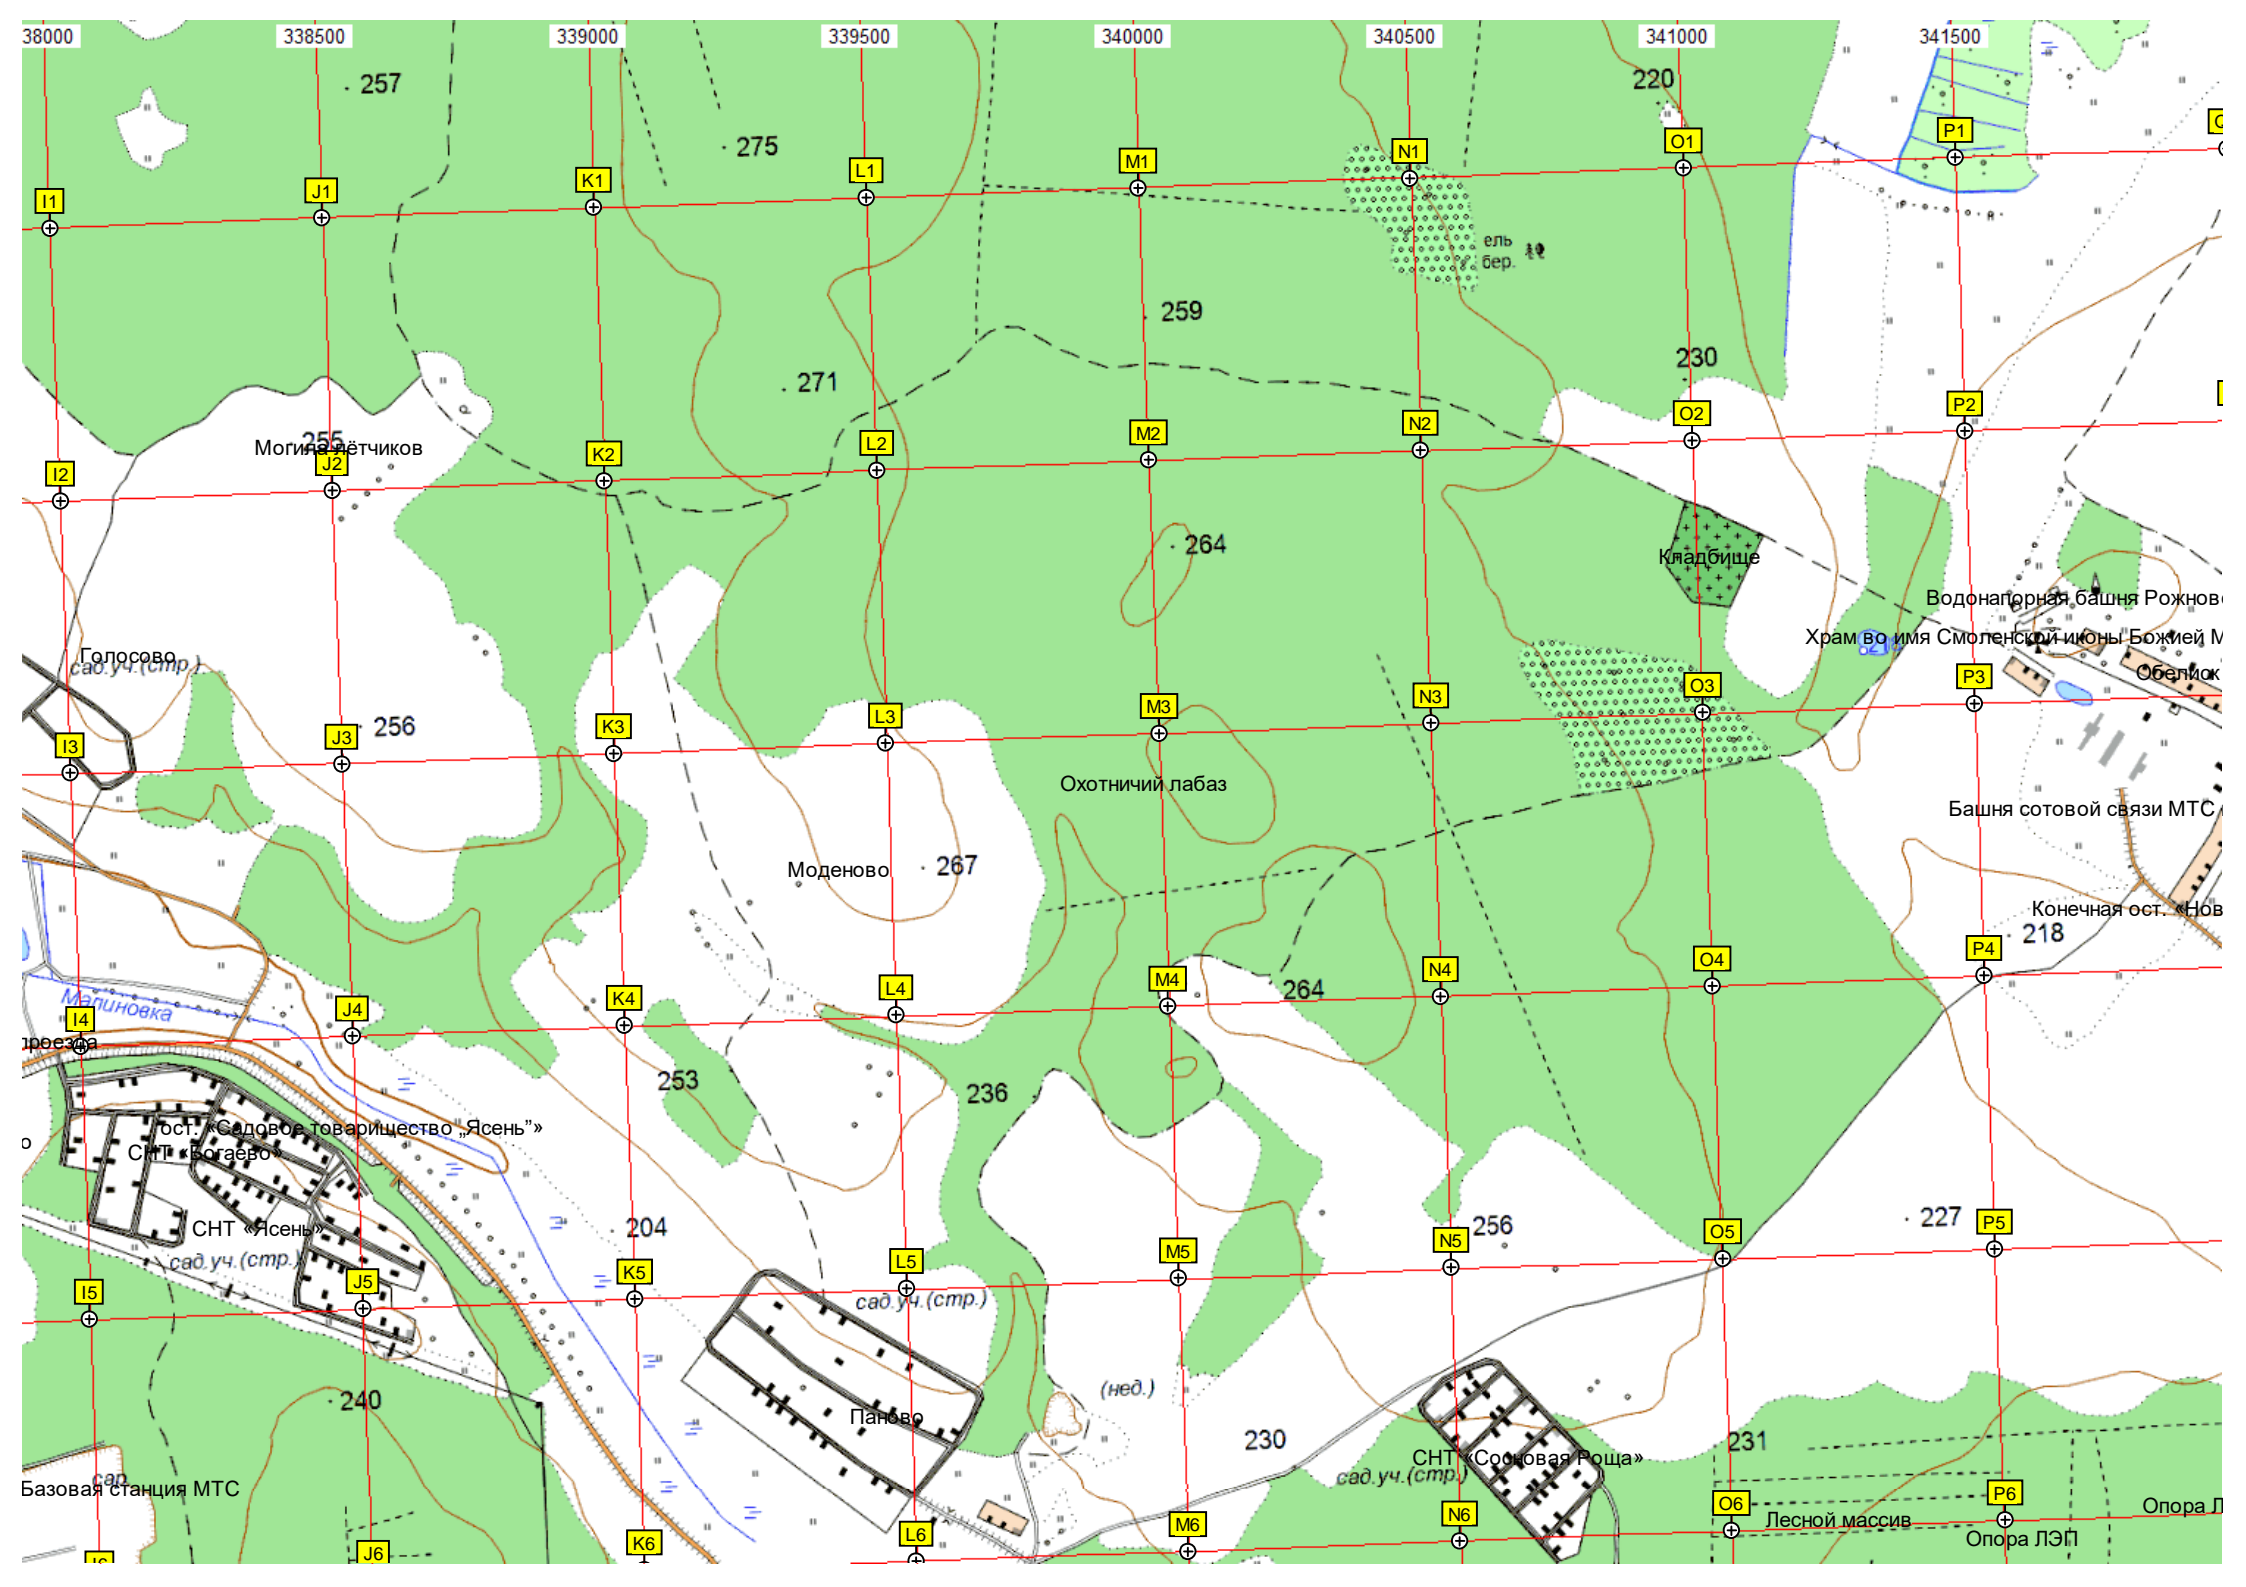 38000 338500 339000 339500 340000 340500 341000 341500
257
220
275
P1
O1
N1
M1
L1
K1
J1
I1
ель
бер.
259
230
271
P2
O2
N2
M2
L2
255
Могила лётчиков
K2
J2
I2
264
Кладбище
Водонапорная башня
Храм во имя Смоленской иконы Божией
Голосово
сад.уч.(стр.)
Обелиск
P3
O3
N3
M3
L3
256
K3
J3
I3
Охотничий лабаз
Башня сотовой связи МТС
Моденово
267
Конечная ост.
218
P4
O4
N4
264
M4
L4
K4
Малиновка
J4
I4
проезда
253
236
ост. «Садовое товарищество „Ясень”»
СНТ «Богаево»
204
256
227
СНТ «Ясень»
P5
O5
N5
M5
L5
сад.уч.(стр.)
K5
J5
I5
сад.уч.(стр.)
240
(нед.)
Паново
230
231
СНТ «Сосновая Роща»
сад.уч.(стр.)
сар.
Базовая станция МТС
P6
O6
Опора
Лесной массив
N6
M6
L6
Опора ЛЭП
K6
J6
I6